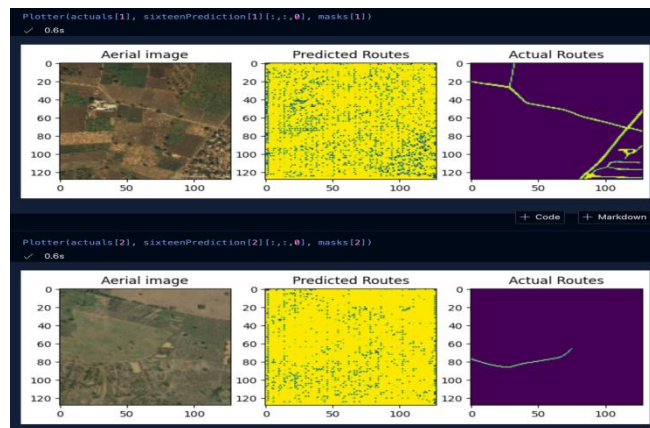 Plotter(actuals[1], sixteenPrediction[1][:,:,0], masks[1])
✓ 0.6s
Aerial image Predicted Routes Actual Routes
0 0 0
20 20 20
40 40 40
60 60 60
80 80 80
100 100 100
120 120 120
0 50 100 0 50 100 0 50 100
+ Code + Markdown
Plotter(actuals[2], sixteenPrediction[2][:,:,0], masks[2])
✓ 0.6s
Aerial image Predicted Routes Actual Routes
0 0 0
20 20 20
40 40 40
60 60 60
80 80 80
100 100 100
120 120 120
0 50 100 0 50 100 0 50 100